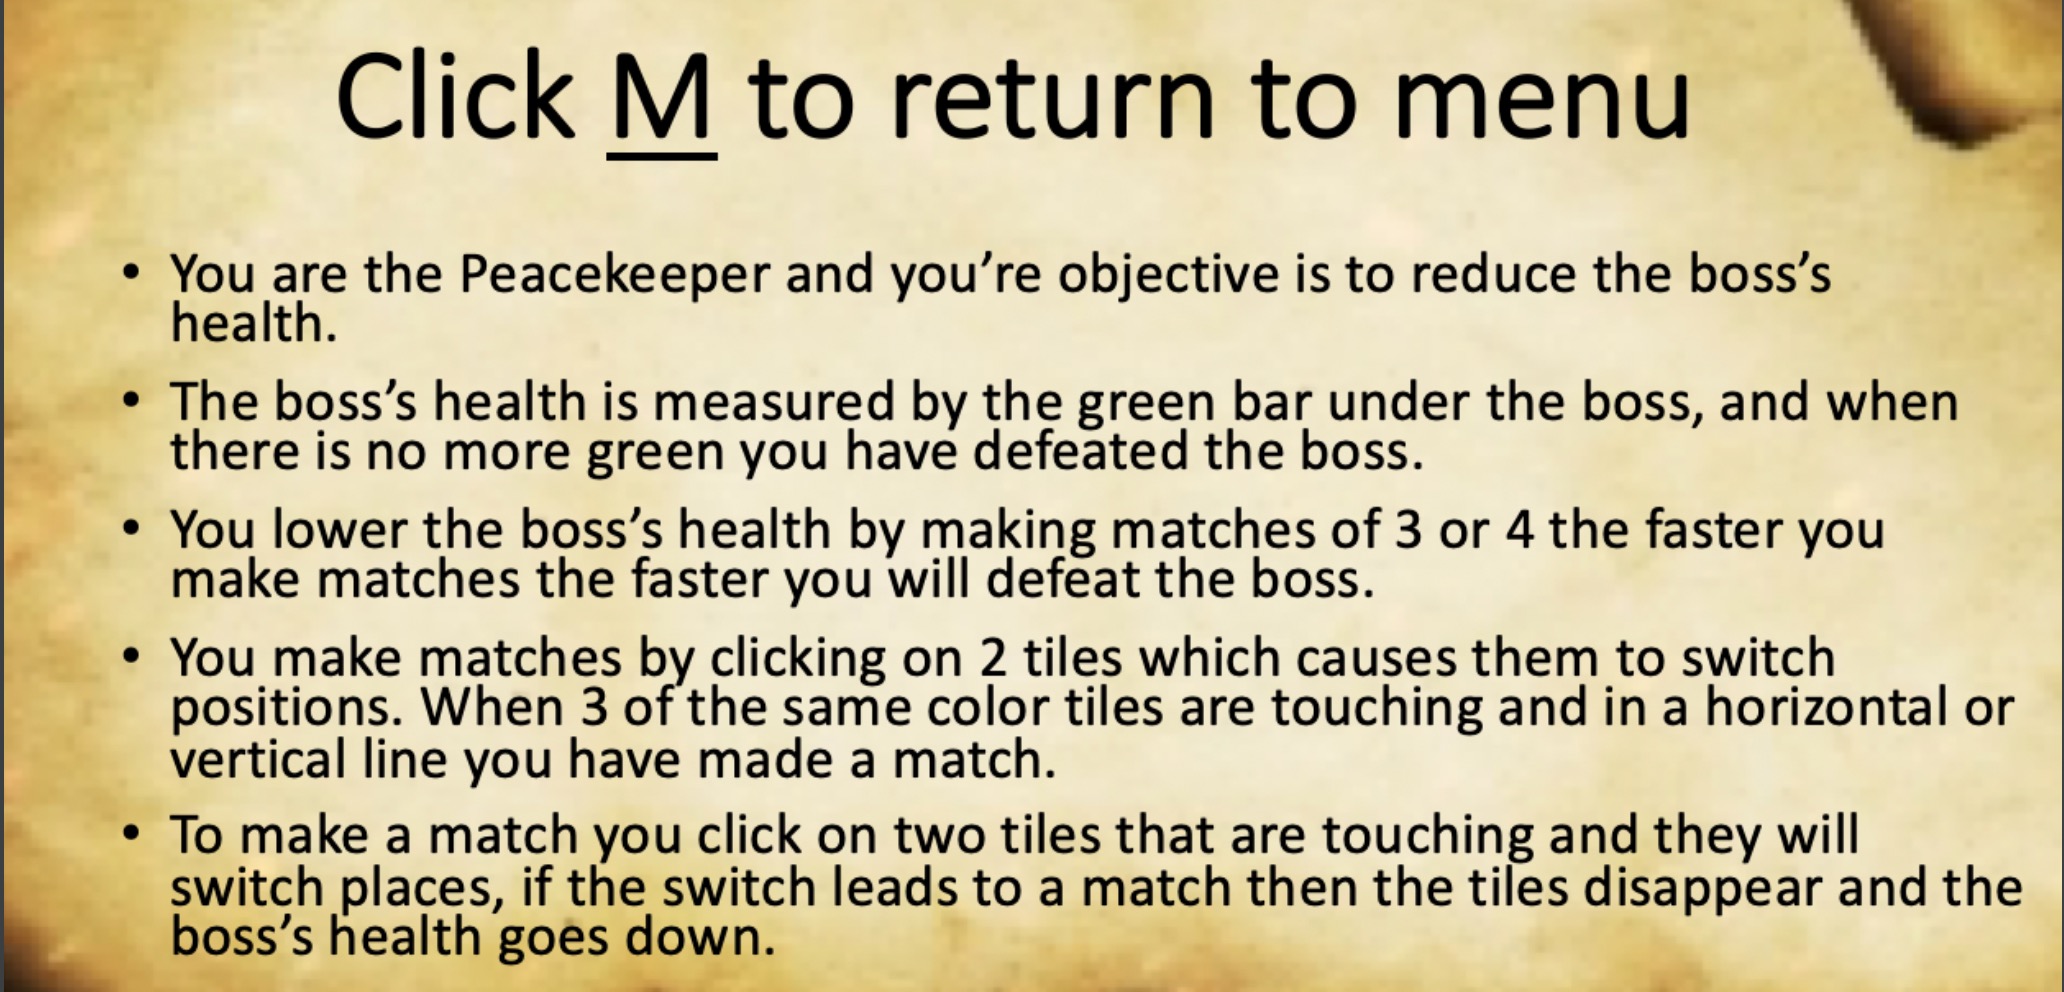 Click M to return to menu
• You are the Peacekeeper and you’re objective is to reduce the boss’s
health.
• The boss’s health is measured by the green bar under the boss, and when
there is no more green you have defeated the boss.
• You lower the boss’s health by making matches of 3 or 4 the faster you
make matches the faster you will defeat the boss.
• You make matches by clicking on 2 tiles which causes them to switch
positions. When 3 of the same color tiles are touching and in a horizontal or
vertical line you have made a match.
• To make a match you click on two tiles that are touching and they will
switch places, if the switch leads to a match then the tiles disappear and the
boss’s health goes down.